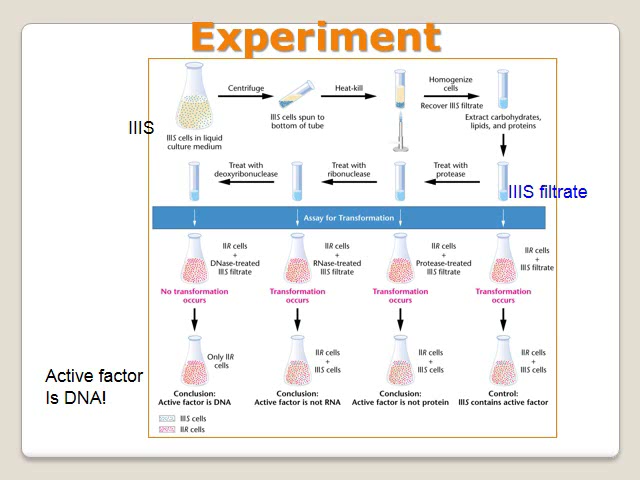 Experiment
Centrifuge
Heat-kill
Homogenize
cells
Recover IIIS filtrate
IIIS
IIIS cells in liquid
culture medium
IIIS cells spun to
bottom of tube
Extract carbohydrates,
lipids, and proteins
Treat with
deoxyribonuclease
Treat with
ribonuclease
Treat with
protease
IIIS filtrate
Assay for Transformation
IIR cells
+
DNase-treated
IIIS filtrate
IIR cells
+
RNase-treated
IIIS filtrate
IIR cells
+
Protease-treated
IIIS filtrate
IIR cells
+
IIIS filtrate
No transformation
occurs
Transformation
occurs
Transformation
occurs
Transformation
occurs
Only IIR
cells
IIR cells
+
IIIS cells
IIR cells
+
IIIS cells
IIR cells
+
IIIS cells
Active factor
Is DNA!
Conclusion:
Active factor is DNA
Conclusion:
Active factor is not RNA
Conclusion:
Active factor is not protein
Control:
IIIS contains active factor
IIIS cells
IIR cells